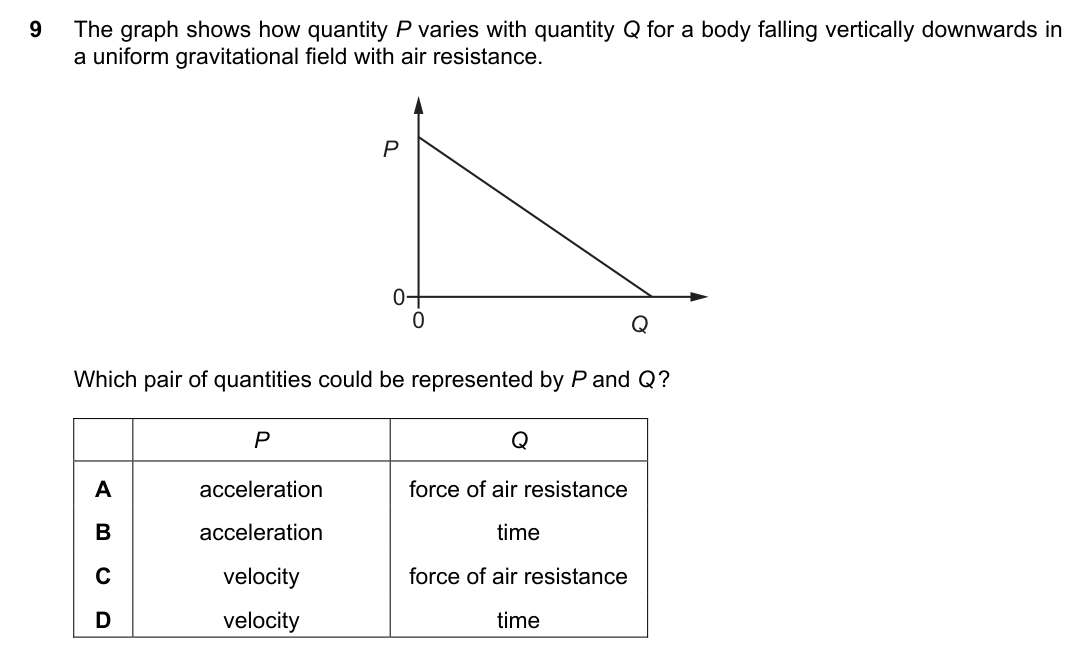 9 The graph shows how quantity P varies with quantity Q for a body falling vertically downwards in
a uniform gravitational field with air resistance.
P
0
0
Q
Which pair of quantities could be represented by P and Q?
P Q
A acceleration force of air resistance
B acceleration time
C velocity force of air resistance
D velocity time